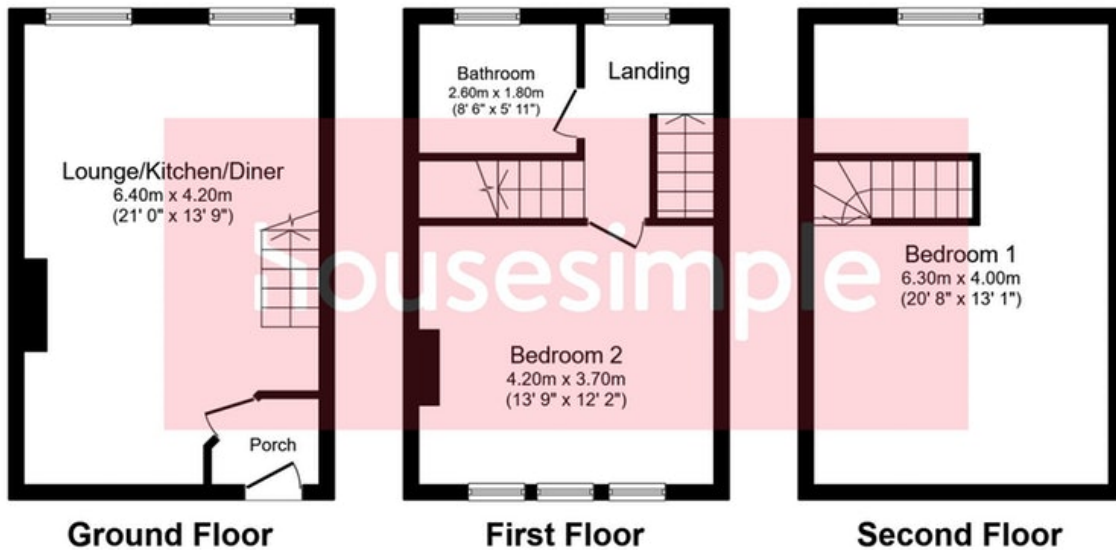 Bathroom
2.60m x 1.80m
(8' 6" x 5' 11")
Landing
Lounge/Kitchen/Diner
6.40m x 4.20m
(21' 0" x 13' 9")
housesimple
Bedroom 1
6.30m x 4.00m
(20' 8" x 13' 1")
Bedroom 2
4.20m x 3.70m
(13' 9" x 12' 2")
Porch
Ground Floor
First Floor
Second Floor